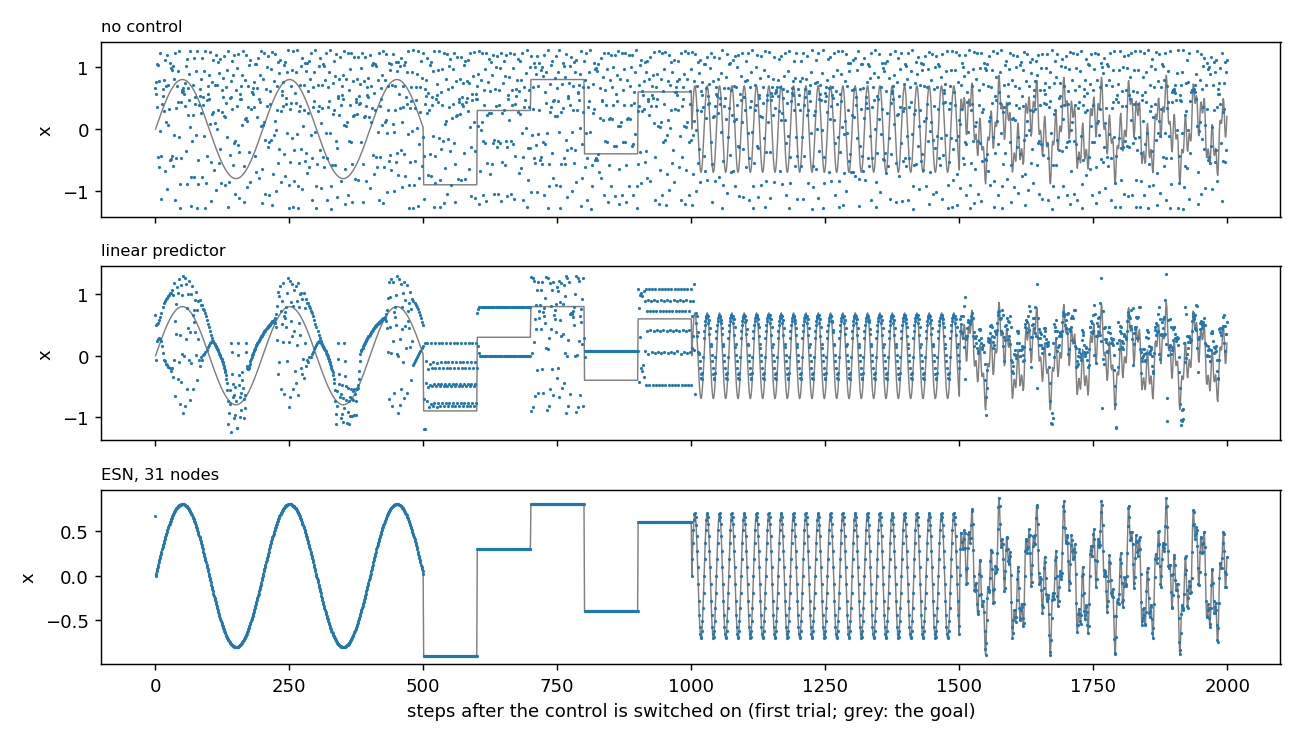 no control
1
0
−1
x
linear predictor
1
0
−1
x
ESN, 31 nodes
0.5
0.0
−0.5
x
0 250 500 750 1000 1250 1500 1750 2000
steps after the control is switched on (first trial; grey: the goal)